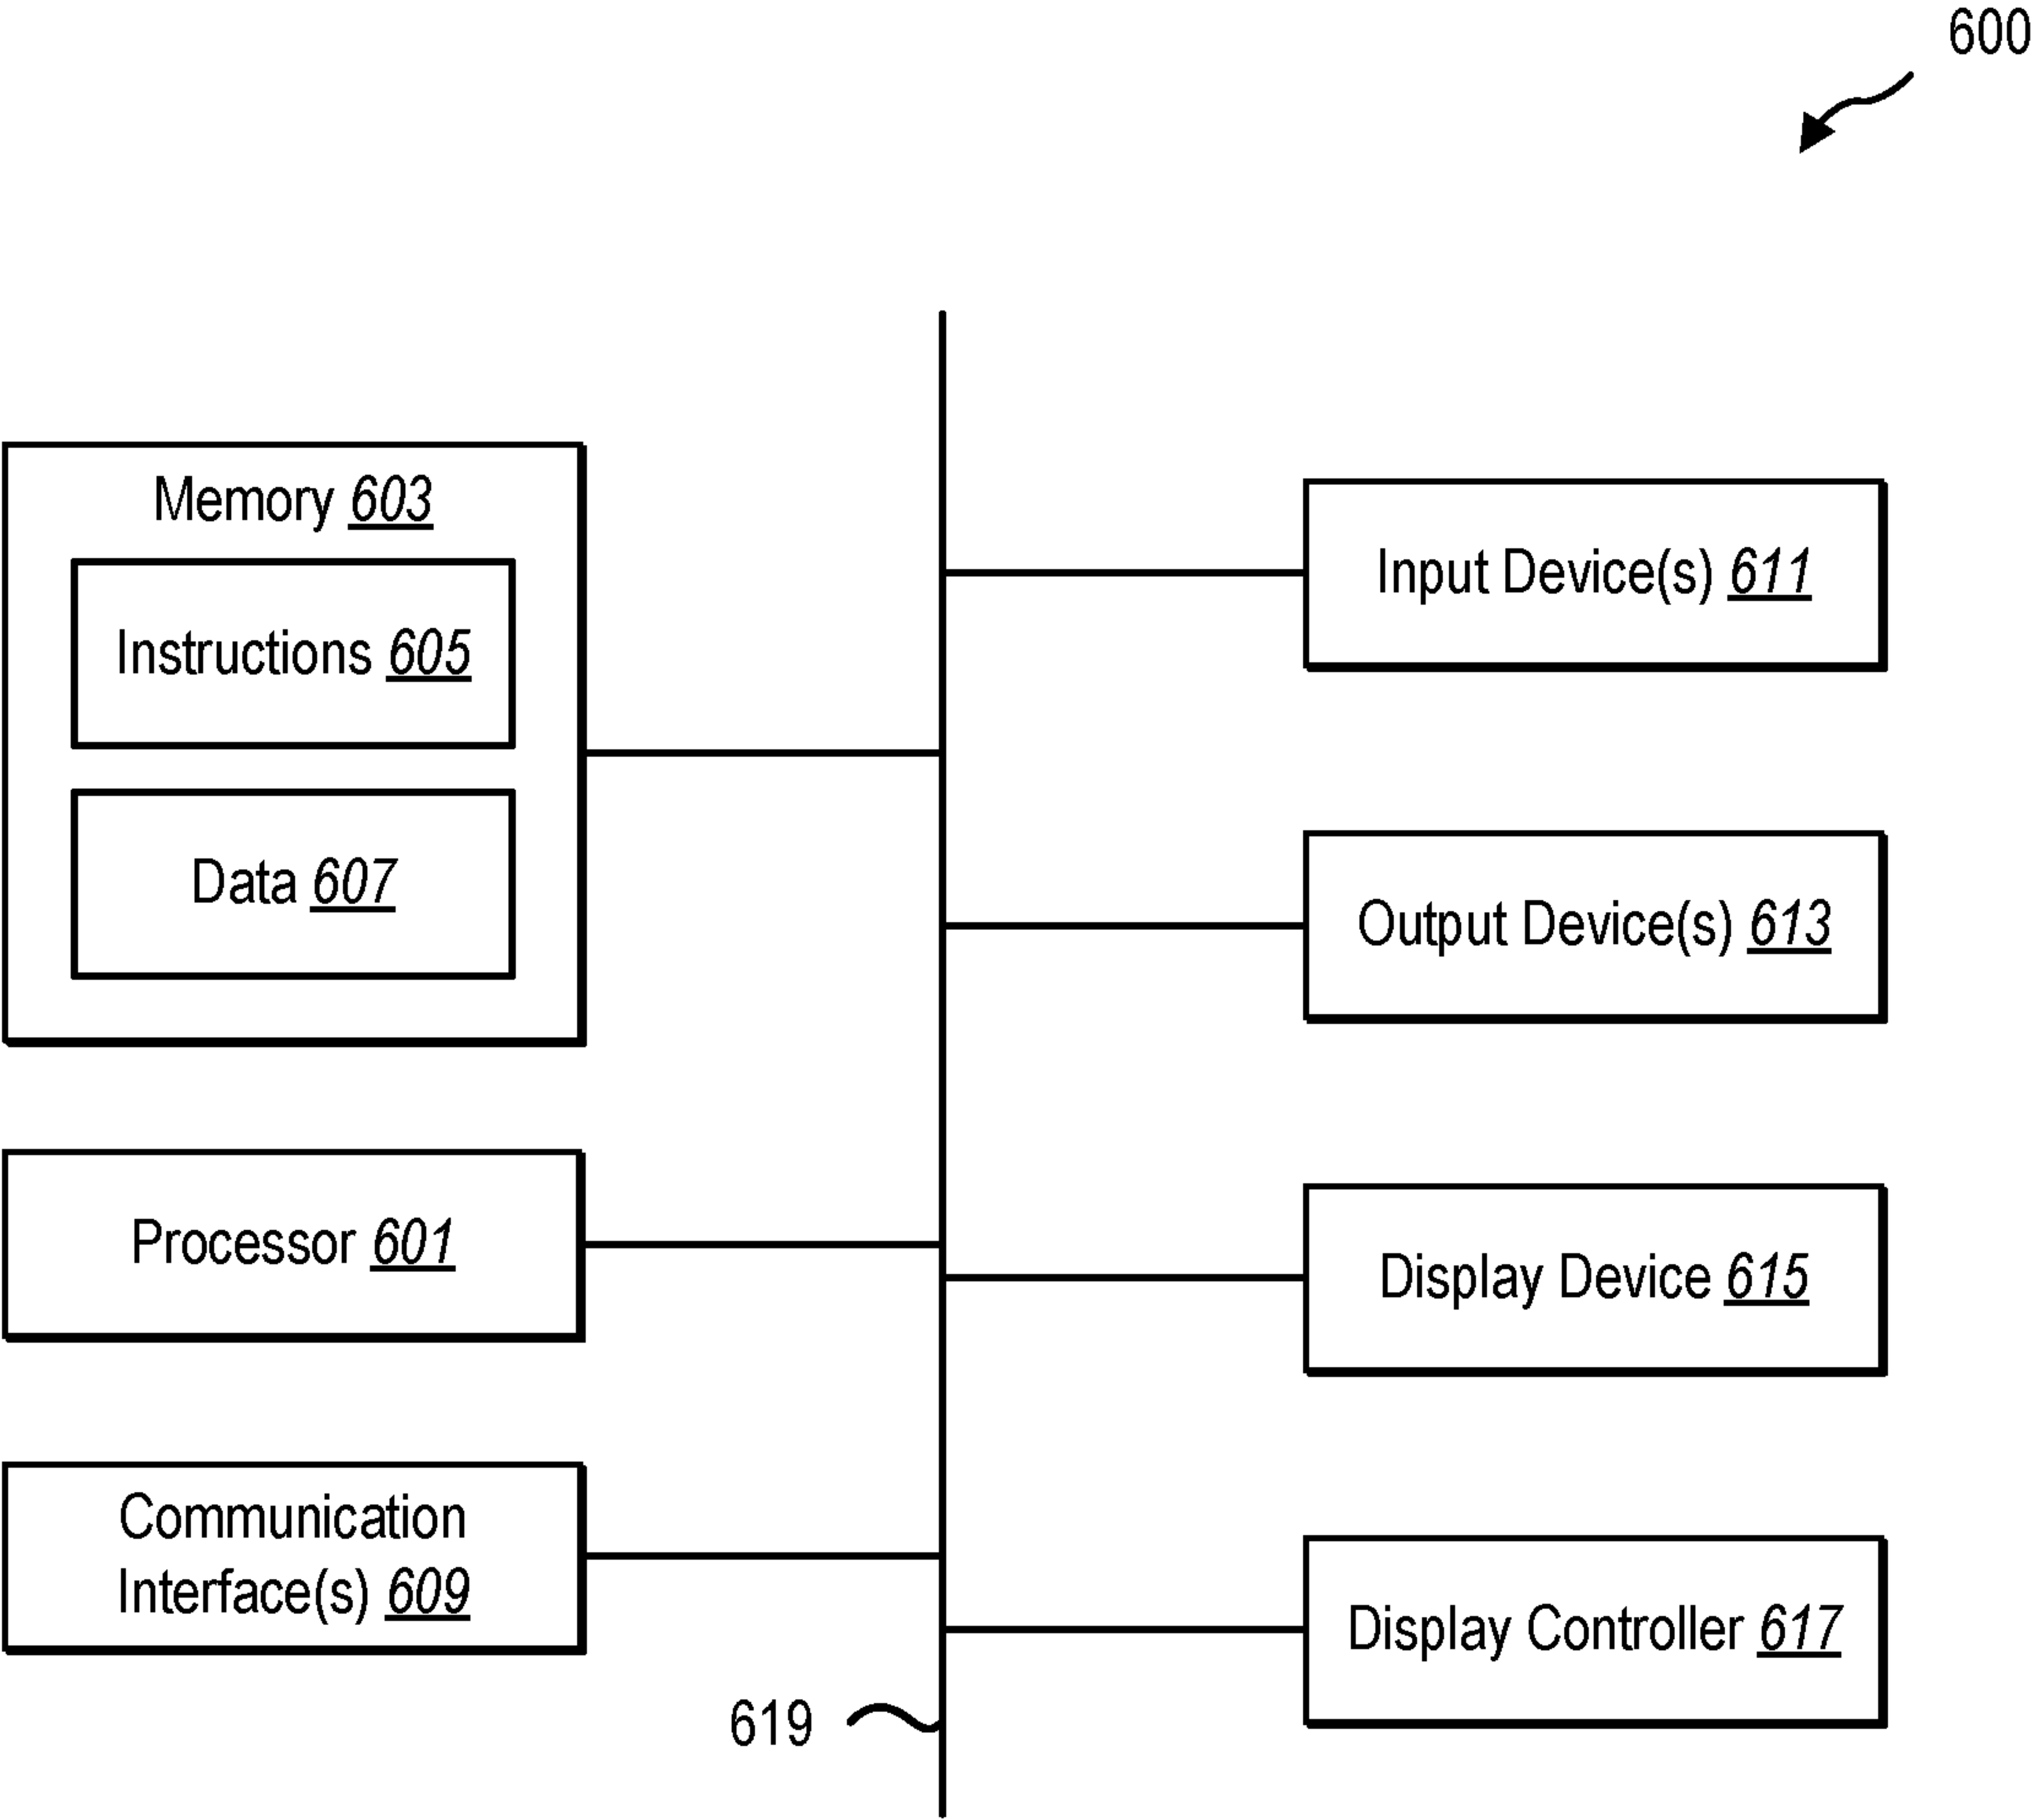 600
Memory 603
Instructions 605
Data 607
Processor 601
Communication
Interface(s) 609
Input Device(s) 611
Output Device(s) 613
Display Device 615
Display Controller 617
619